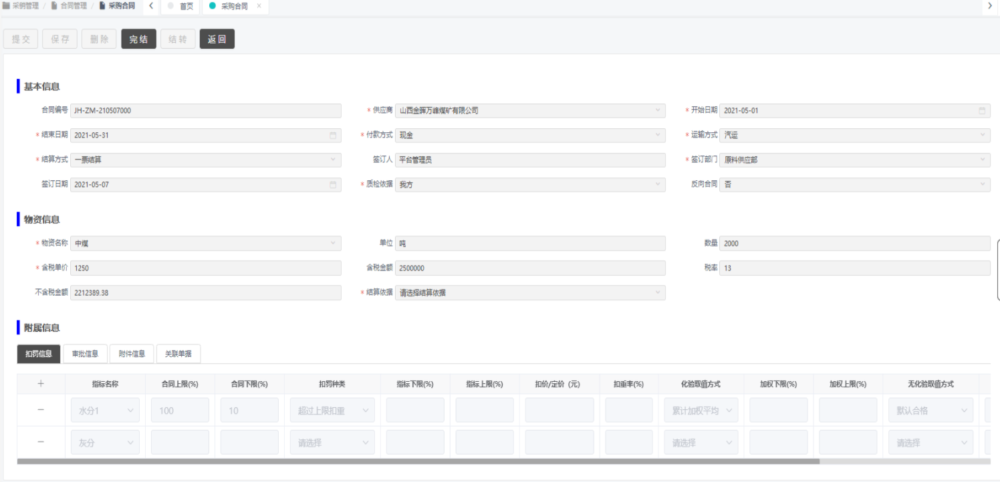 采销管理 / 合同管理 / 采购合同 首页 采购合同 ×
提交 保存 删除 完结 结转 返回
基本信息
合同编号 JH-ZM-210507000 * 供应商 山西金晖万峰煤矿有限公司 * 开始日期 2021-05-01
* 结束日期 2021-05-31 * 付款方式 现金 * 运输方式 汽运
* 结算方式 一票结算 签订人 平台管理员 * 签订部门 原料供应部
签订日期 2021-05-07 * 质检依据 我方 反向合同 否
物资信息
* 物资名称 中煤 单位 吨 数量 2000
* 含税单价 1250 含税金额 2500000 税率 13
不含税金额 2212389.38 * 结算依据 请选择结算依据
附属信息
扣罚信息 审批信息 附件信息 关联单据
+ 指标名称 合同上限(%) 合同下限(%) 扣罚种类 指标下限(%) 指标上限(%) 扣价/定价（元) 扣重率(%) 化验取值方式 加权下限(%) 加权上限(%) 无化验取值方式
− 水分1 100 10 超过上限扣重 累计加权平均 默认合格
− 灰分 请选择 请选择 请选择